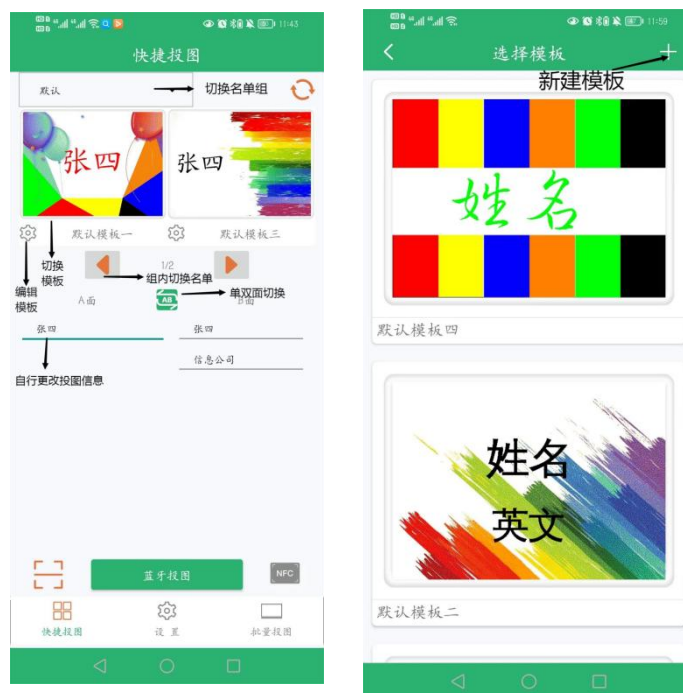 11:43
快捷投图
默认
切换名单组
张四
张四
默认模板一
默认模板三
切换
模板
1/2
组内切换名单
编辑
模板
A面
AB
单双面切换
B面
张四
张四
信息公司
自行更改投图信息
蓝牙投图
NFC
快捷投图
设置
批量投图
11:59
选择模板
新建模板
姓名
默认模板四
姓名
英文
默认模板二